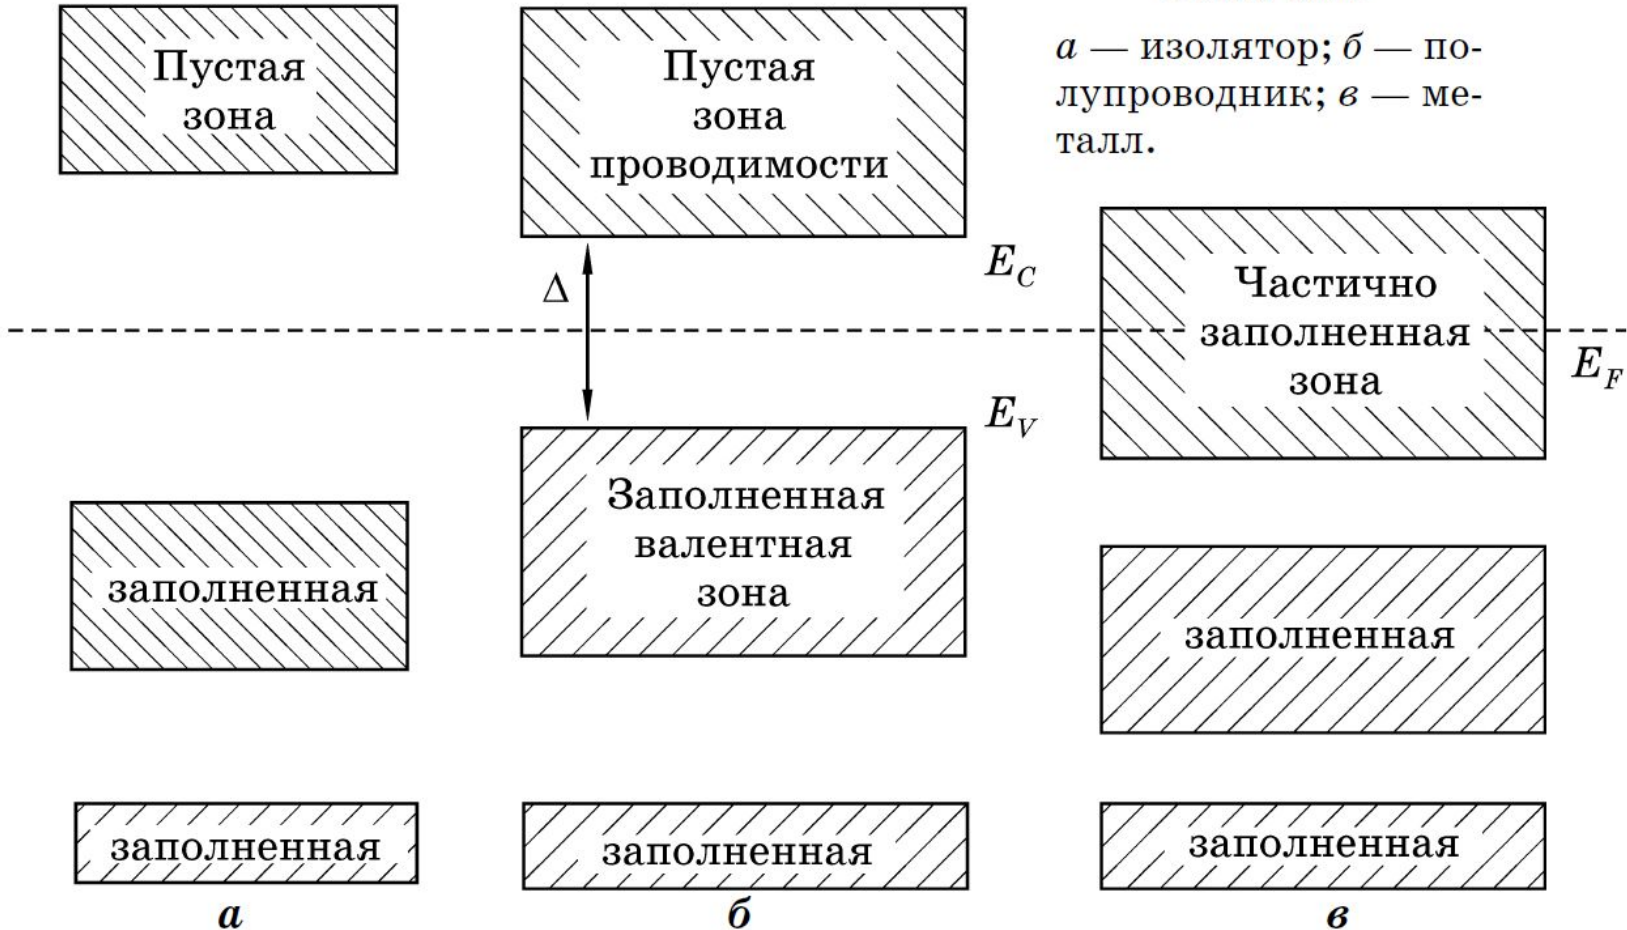 Пустая
зона
Пустая
зона
проводимости
а — изолятор; б — по-
лупроводник; в — ме-
талл.
E_C
Δ
Частично
заполненная
зона
E_F
E_V
Заполненная
валентная
зона
заполненная
заполненная
заполненная
заполненная
заполненная
а
б
в